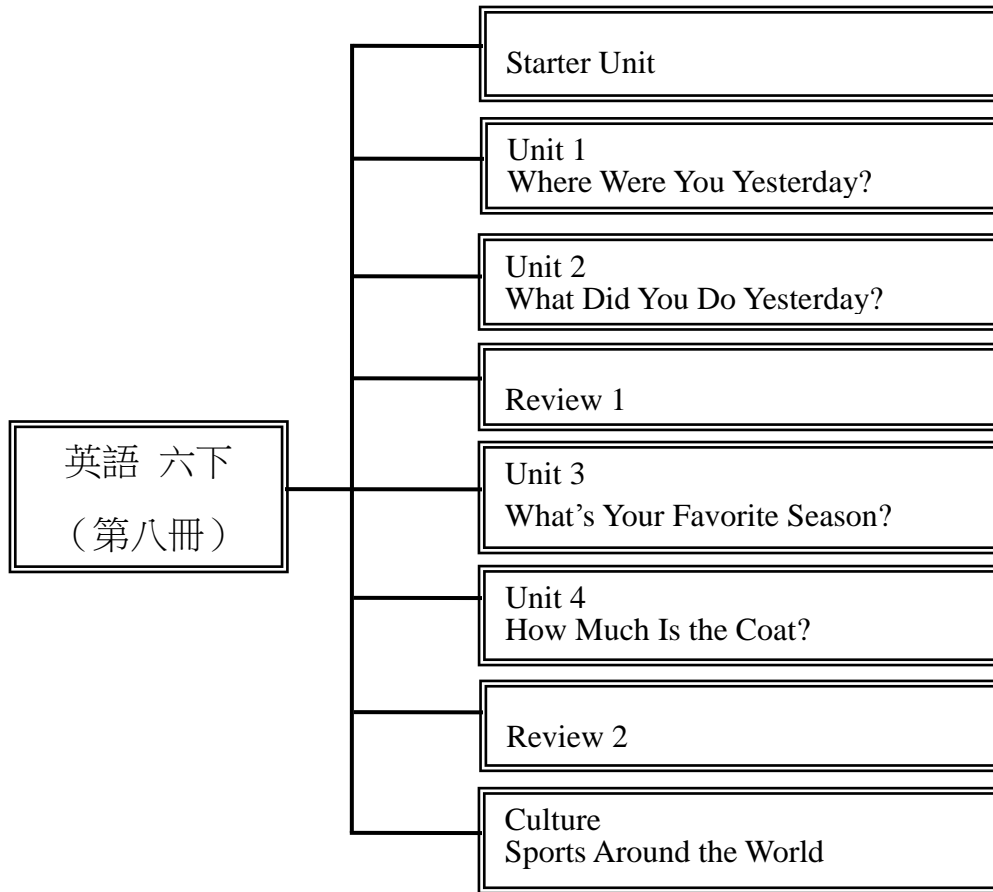 Starter Unit
Unit 1
Where Were You Yesterday?
Unit 2
What Did You Do Yesterday?
Review 1
英語 六下
（第八冊）
Unit 3
What’s Your Favorite Season?
Unit 4
How Much Is the Coat?
Review 2
Culture
Sports Around the World